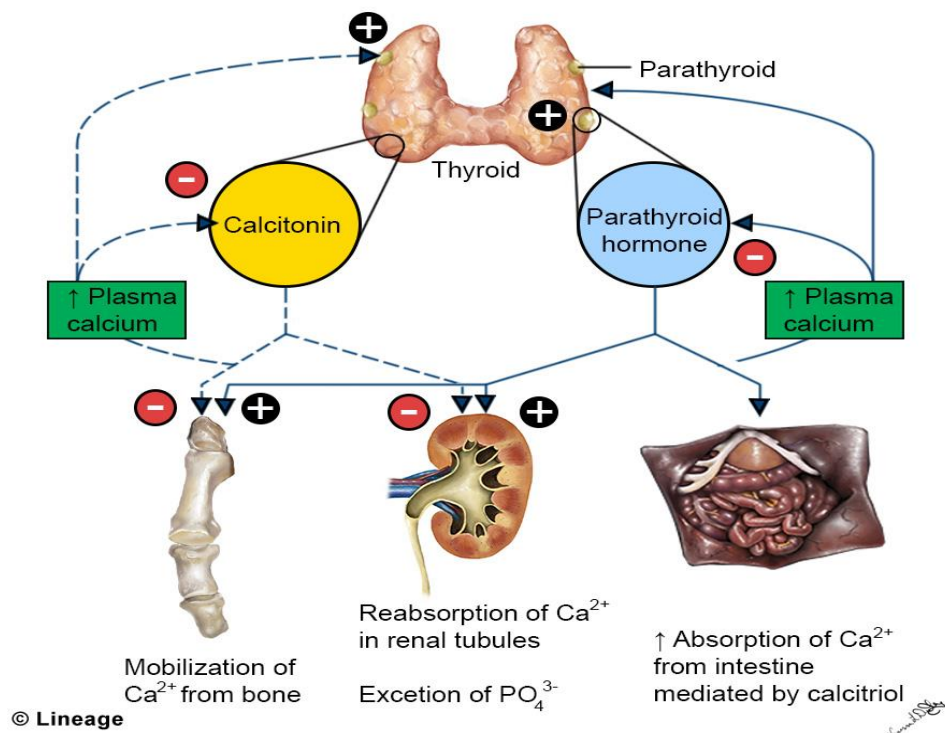 Parathyroid
Thyroid
Calcitonin
Parathyroid
hormone
↑ Plasma
calcium
↑ Plasma
calcium
Mobilization of
Ca²⁺ from bone
Reabsorption of Ca²⁺
in renal tubules
Excetion of PO₄³⁻
↑ Absorption of Ca²⁺
from intestine
mediated by calcitriol
© Lineage